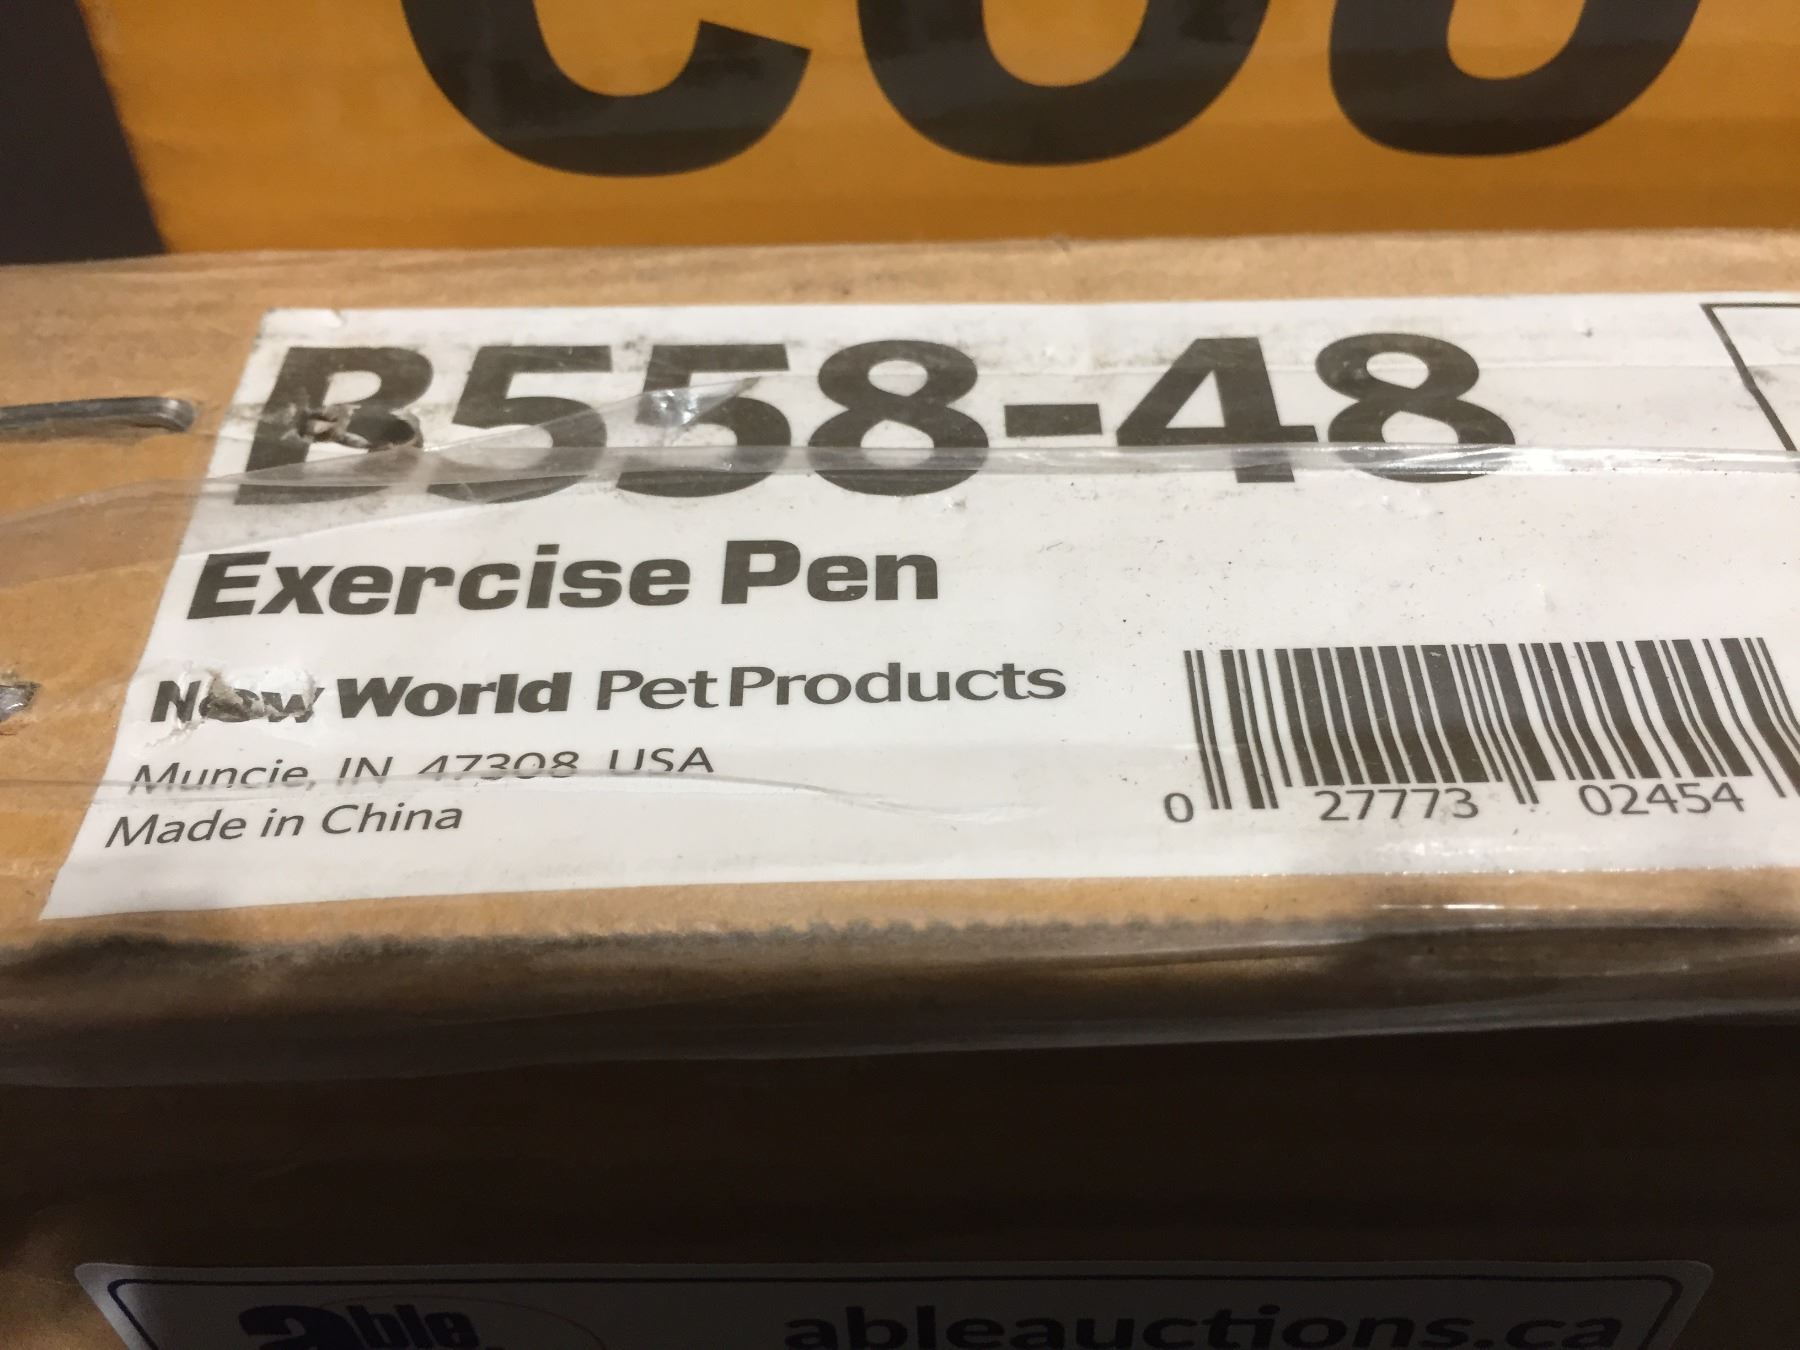 B558-48
Exercise Pen
New World Pet Products
Muncie, IN 47308 USA
Made in China
0 27773 02454
able
ableauctions.ca